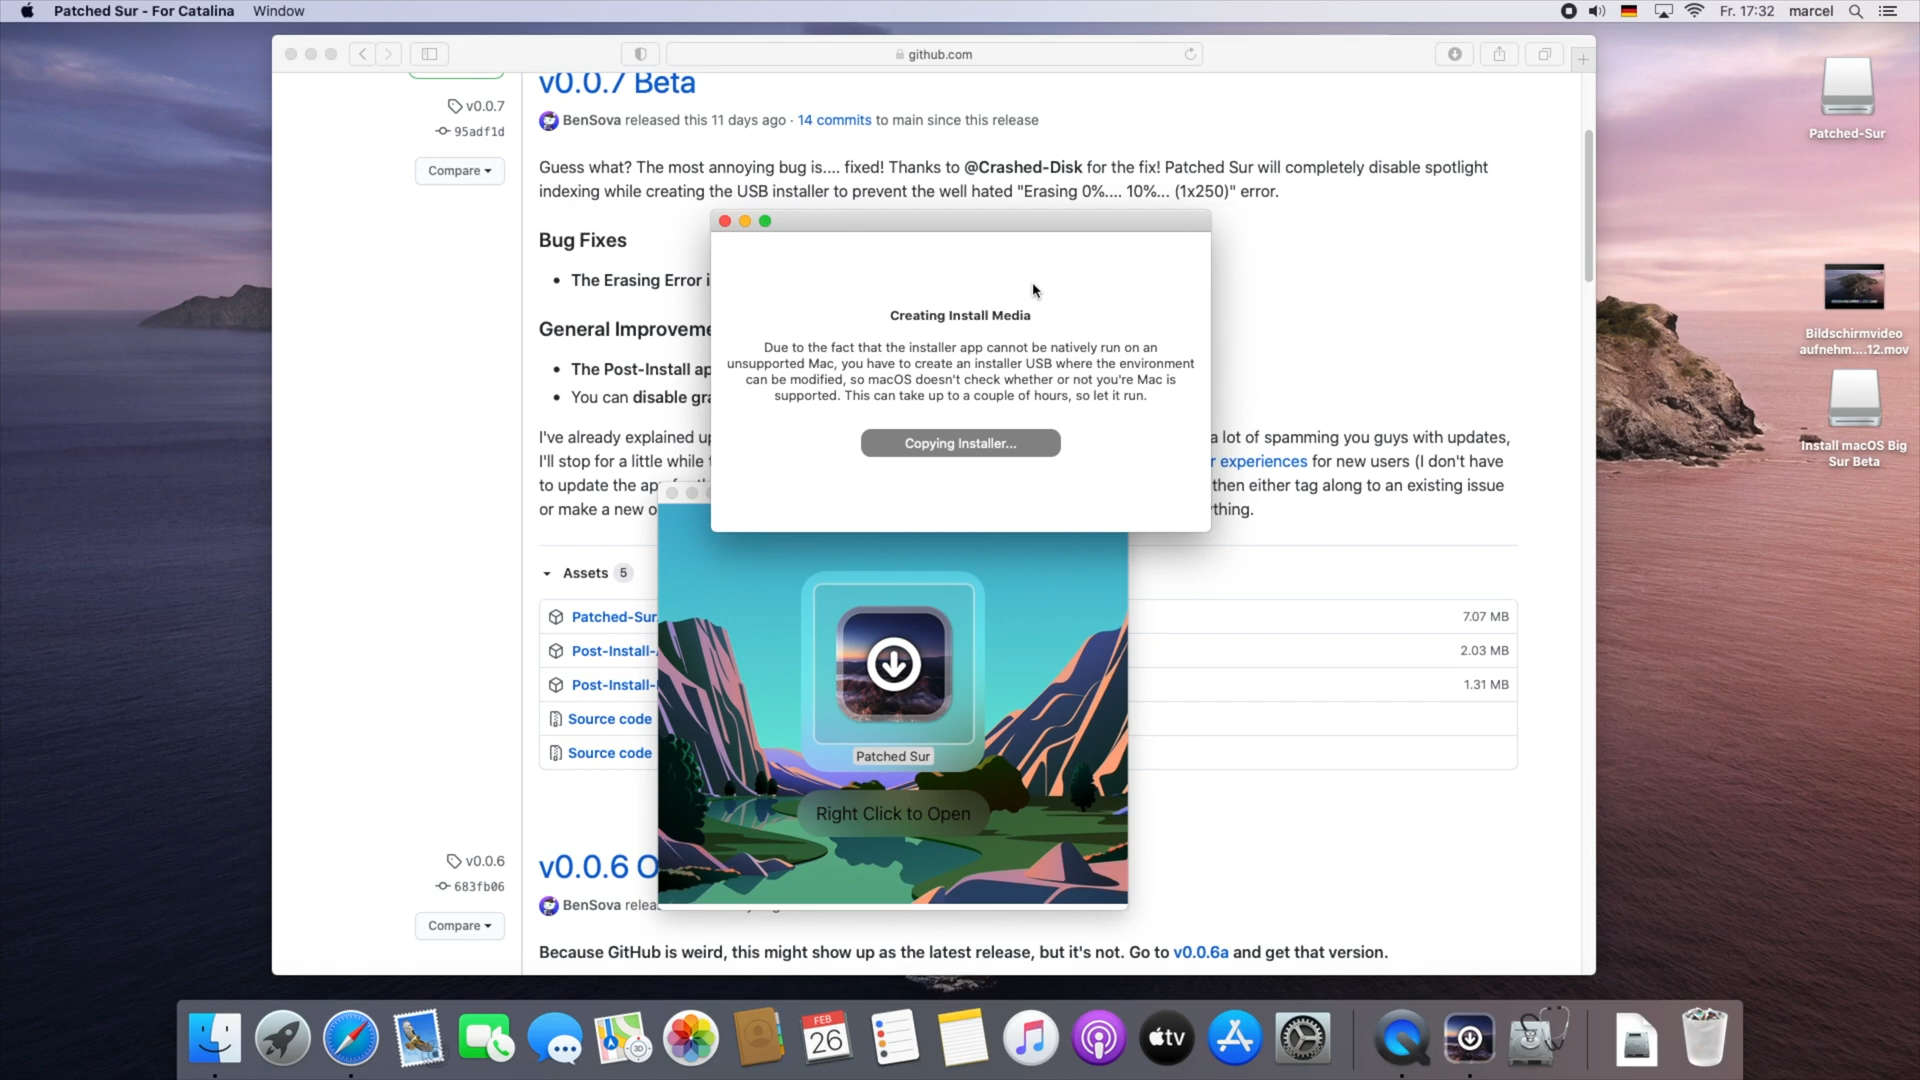 Patched Sur - For Catalina Window
Fr. 17:32 marcel
github.com
v0.0.7 Beta
v0.0.7
95adf1d
Compare
BenSova released this 11 days ago · 14 commits to main since this release
Guess what? The most annoying bug is.... fixed! Thanks to @Crashed-Disk for the fix! Patched Sur will completely disable spotlight
indexing while creating the USB installer to prevent the well hated "Erasing 0%.... 10%... (1x250)" error.
Bug Fixes
The Erasing Error
General Improveme
The Post-Install ap
You can disable gra
I've already explained up
a lot of spamming you guys with updates,
I'll stop for a little while
r experiences for new users (I don't have
to update the ap
then either tag along to an existing issue
or make a new o
thing.
Creating Install Media
Due to the fact that the installer app cannot be natively run on an
unsupported Mac, you have to create an installer USB where the environment
can be modified, so macOS doesn't check whether or not you're Mac is
supported. This can take up to a couple of hours, so let it run.
Copying Installer...
Assets 5
Patched-Sur.
7.07 MB
Post-Install-
2.03 MB
Post-Install-
1.31 MB
Source code
Source code
Patched Sur
Right Click to Open
v0.0.6
683fb06
Compare
v0.0.6 O
BenSova relea
Because GitHub is weird, this might show up as the latest release, but it's not. Go to v0.0.6a and get that version.
Patched-Sur
Bildschirmvideo
aufnehm....12.mov
Install macOS Big
Sur Beta
FEB
26
3D
tv